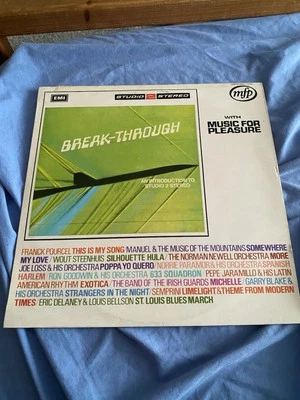 EMI
STUDIO 2 STEREO
mfp
WITH
MUSIC FOR
PLEASURE
BREAK-THROUGH
AN INTRODUCTION TO
STUDIO 2 STEREO
FRANCK POURCEL THIS IS MY SONG MANUEL & THE MUSIC OF THE MOUNTAINS SOMEWHERE
MY LOVE/WOUT STEENHUIS SILHOUETTE HULA/THE NORMAN NEWELL ORCHESTRA MORE
JOE LOSS & HIS ORCHESTRA POPPA YO QUERO/NORRIE PARAMOR & HIS ORCHESTRA SPANISH
HARLEM/RON GOODWIN & HIS ORCHESTRA 633 SQUADRON/PEPE JARAMILLO & HIS LATIN
AMERICAN RHYTHM EXOTICA/THE BAND OF THE IRISH GUARDS MICHELLE/GARRY BLAKE &
HIS ORCHESTRA STRANGERS IN THE NIGHT/SEMPRINI LIMELIGHT & THEME FROM MODERN
TIMES/ERIC DELANEY & LOUIS BELLSON ST. LOUIS BLUES MARCH